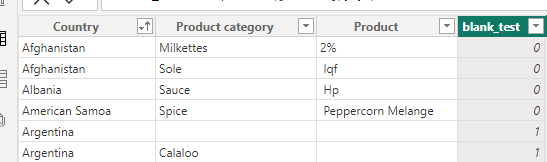 Country Product category Product blank_test
Afghanistan Milkettes 2% 0
Afghanistan Sole Iqf 0
Albania Sauce Hp 0
American Samoa Spice Peppercorn Melange 0
Argentina 1
Argentina Calaloo 1